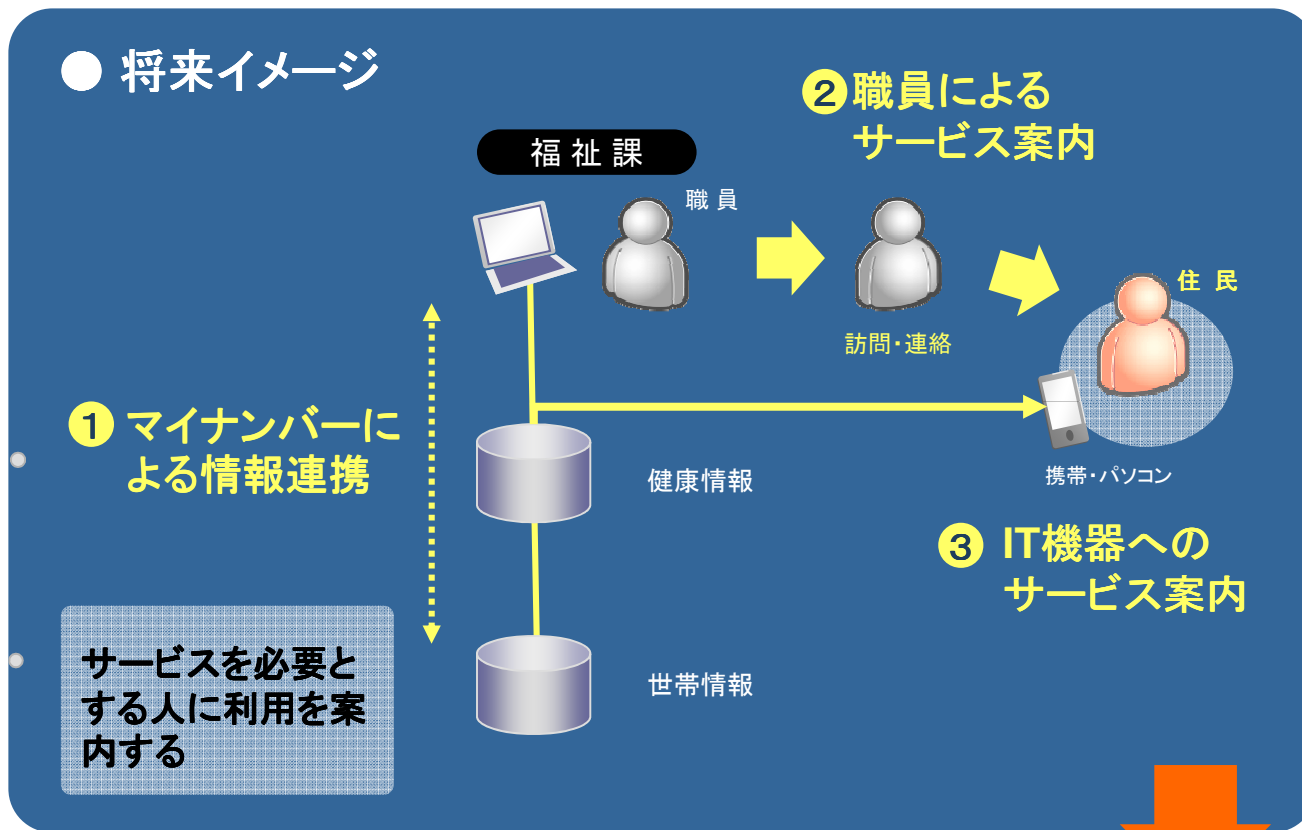 ● 将来イメージ
❷職員による
サービス案内
福祉課
職員
住民
訪問・連絡
❶ マイナンバーに
よる情報連携
健康情報
携帯・パソコン
❸ IT機器への
サービス案内
サービスを必要と
する人に利用を案
内する
世帯情報